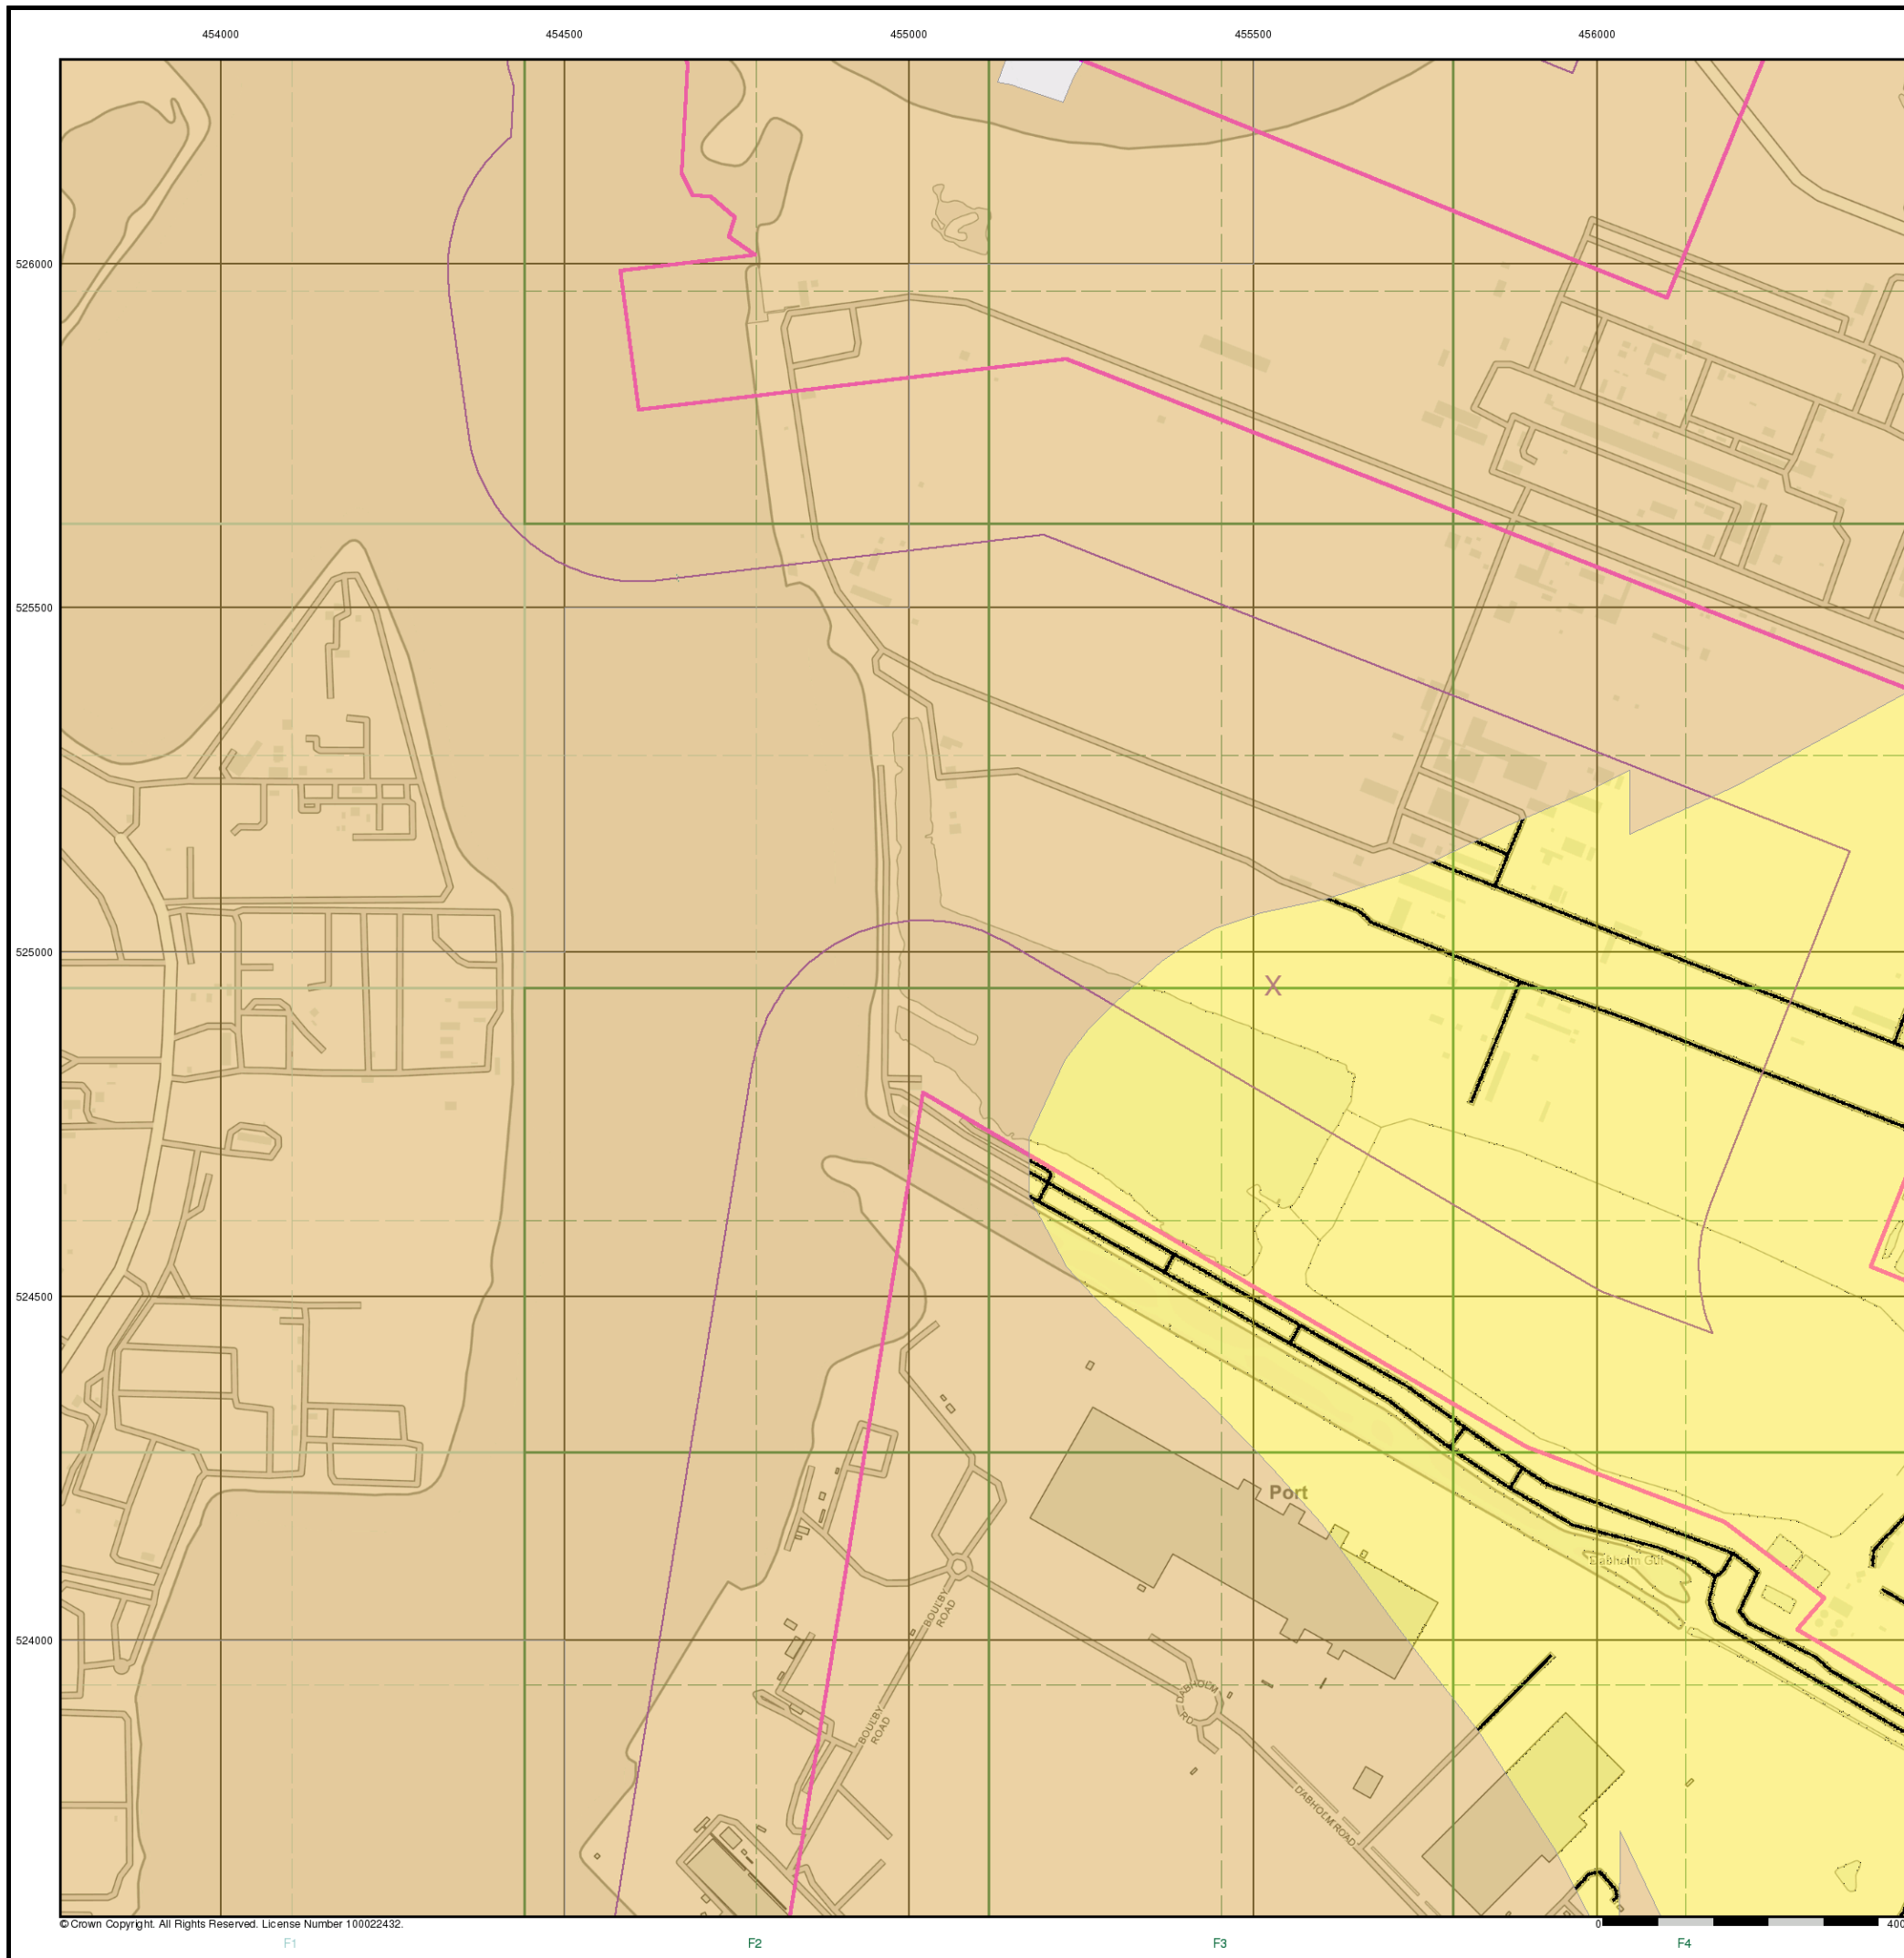 454000 454500 455000 455500 456000
526000
525500
525000
X
524500
Port
Dabholm Gut
524000
BOULBY
ROAD
DABHOLM
RD
BOULBY
ROAD
DABHOLM ROAD
© Crown Copyright. All Rights Reserved. License Number 100022432.
0 400
F1 F2 F3 F4